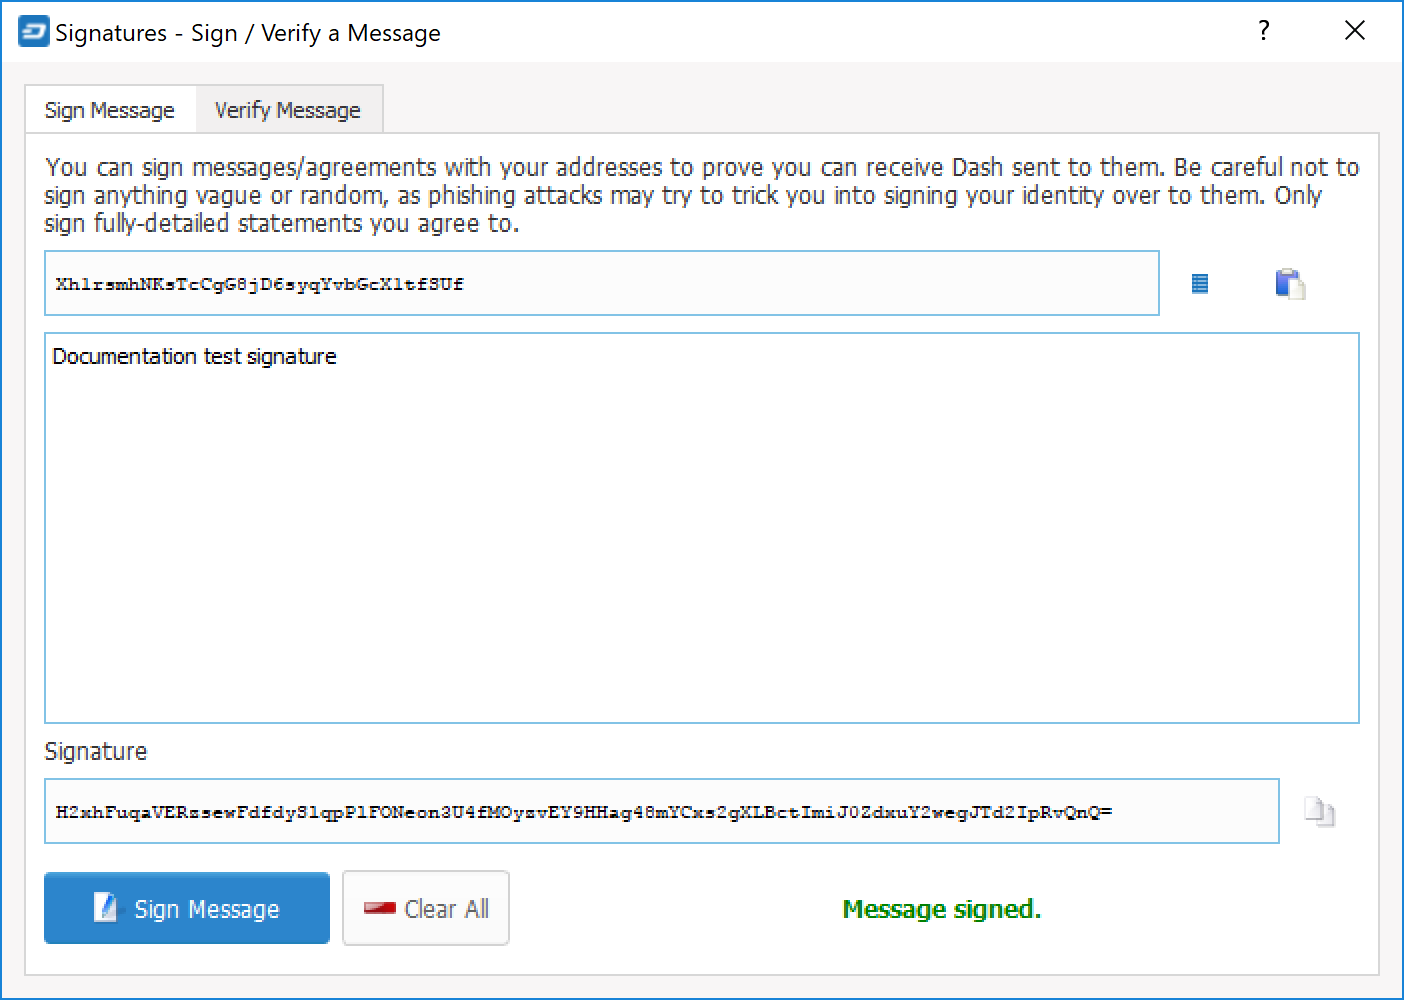 Signatures - Sign / Verify a Message
?
Sign Message
Verify Message
You can sign messages/agreements with your addresses to prove you can receive Dash sent to them. Be careful not to
sign anything vague or random, as phishing attacks may try to trick you into signing your identity over to them. Only
sign fully-detailed statements you agree to.
Xh1rsmhNKsTcCgG8jD6syqYvbGcX1tfSUf
Documentation test signature
Signature
H2xhFuqaVERzsewFdfdySlqpPlFONeon3U4fMOyzvEY9HHag48mYCxs2gXLBctImiJ0ZdxuY2wegJTd2IpRvQnQ=
Sign Message
Clear All
Message signed.